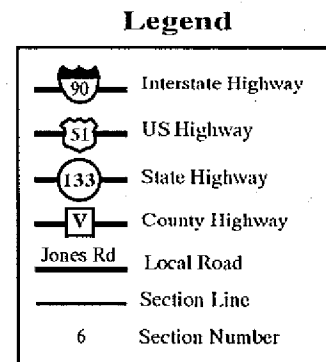 Legend
90 Interstate Highway
51 US Highway
133 State Highway
V County Highway
Jones Rd Local Road
Section Line
6 Section Number